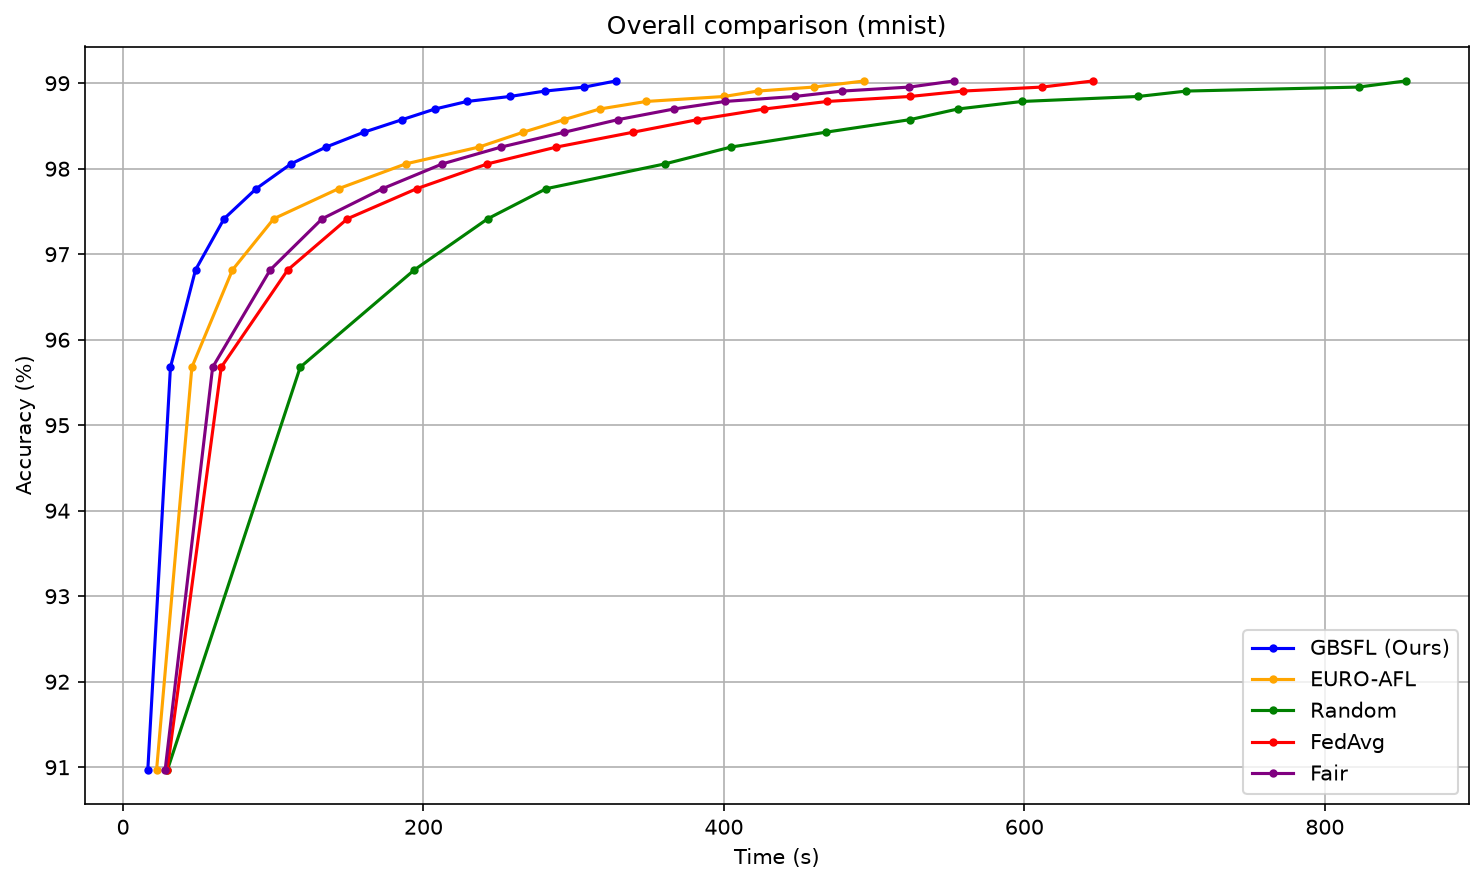 Overall comparison (mnist)
Accuracy (%)
99
98
97
96
95
94
93
92
91
0 200 400 600 800
Time (s)
GBSFL (Ours)
EURO-AFL
Random
FedAvg
Fair